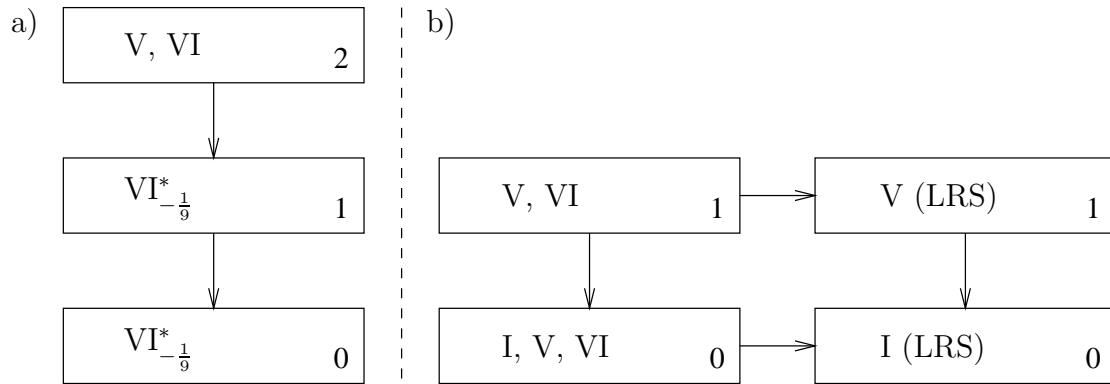 a)
V, VI 2
VI*₋₁⁄₉ 1
VI*₋₁⁄₉ 0
b)
V, VI 1
V (LRS) 1
I, V, VI 0
I (LRS) 0